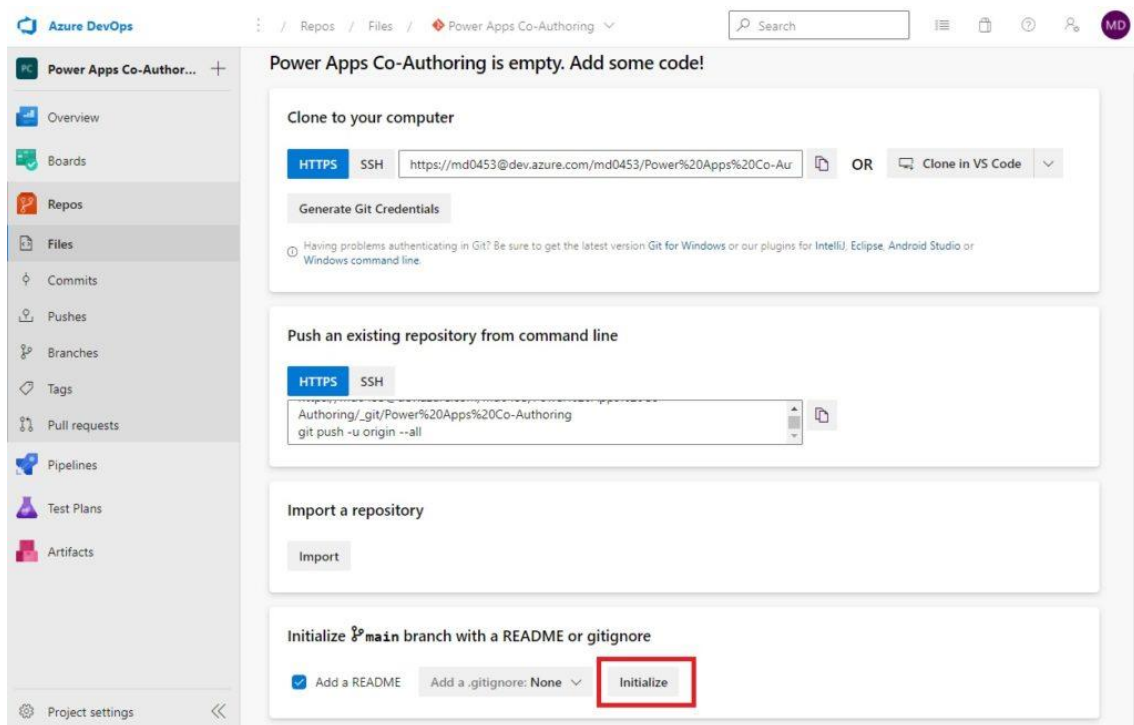 Azure DevOps
/ Repos / Files / Power Apps Co-Authoring
Search
MD
PC Power Apps Co-Author...
Overview
Boards
Repos
Files
Commits
Pushes
Branches
Tags
Pull requests
Pipelines
Test Plans
Artifacts
Project settings
Power Apps Co-Authoring is empty. Add some code!
Clone to your computer
HTTPS SSH https://md0453@dev.azure.com/md0453/Power%20Apps%20Co-Au OR Clone in VS Code
Generate Git Credentials
Having problems authenticating in Git? Be sure to get the latest version Git for Windows or our plugins for IntelliJ, Eclipse, Android Studio or
Windows command line.
Push an existing repository from command line
HTTPS SSH
Authoring/_git/Power%20Apps%20Co-Authoring
git push -u origin --all
Import a repository
Import
Initialize main branch with a README or gitignore
Add a README Add a .gitignore: None Initialize